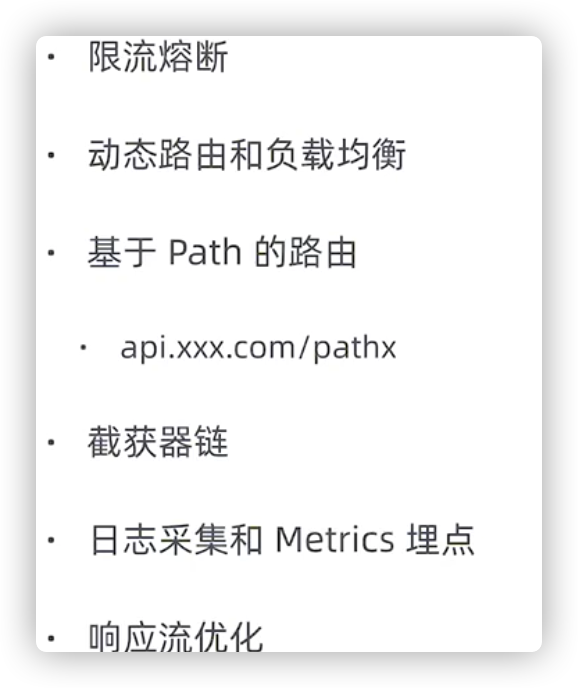 • 限流熔断
• 动态路由和负载均衡
• 基于 Path 的路由
• api.xxx.com/pathx
• 截获器链
• 日志采集和 Metrics 埋点
• 响应流优化